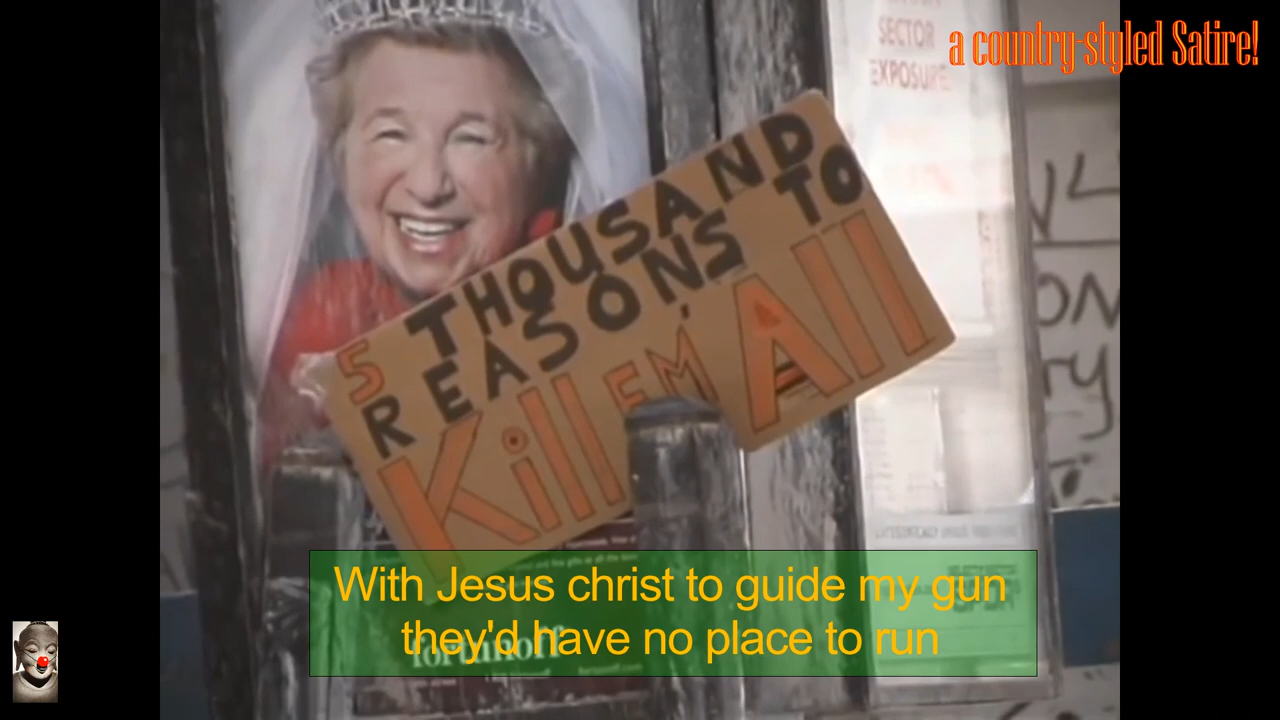 a country-styled Satire!
SECTOR
EXPOSURE
5 THOUSAND
REASONS TO
Kill 'EM All
With Jesus christ to guide my gun
they'd have no place to run
fortunoff